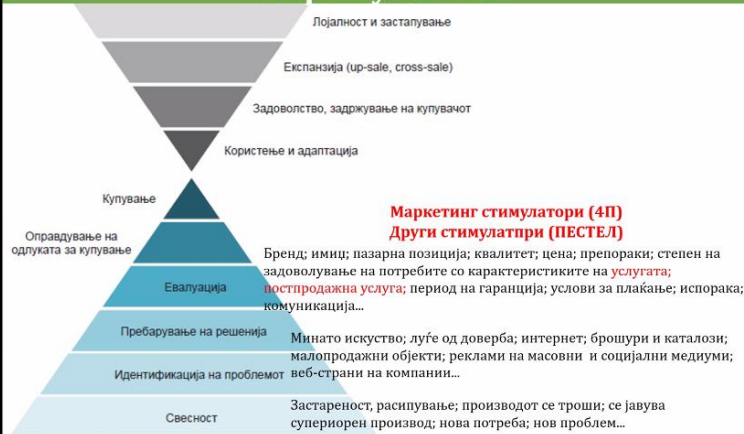 Лојалност и застапување
Експанзија (up-sale, cross-sale)
Задоволство, задржување на купувачот
Користење и адаптација
Купување
Оправдување на
одлуката за купување
Евалуација
Пребарување на решенија
Идентификација на проблемот
Свесност
Маркетинг стимулатори (4П)
Други стимулатпри (ПЕСТЕЛ)
Бренд; имиџ; пазарна позиција; квалитет; цена; препораки; степен на
задоволување на потребите со карактеристиките на услугата;
постпродажна услуга; период на гаранција; услови за плаќање; испорака;
комуникација...
Минато искуство; луѓе од доверба; интернет; брошури и каталози;
малопродажни објекти; реклами на масовни и социјални медиуми;
веб-страни на компании...
Застареност, расипување; производот се троши; се јавува
супериорен производ; нова потреба; нов проблем...